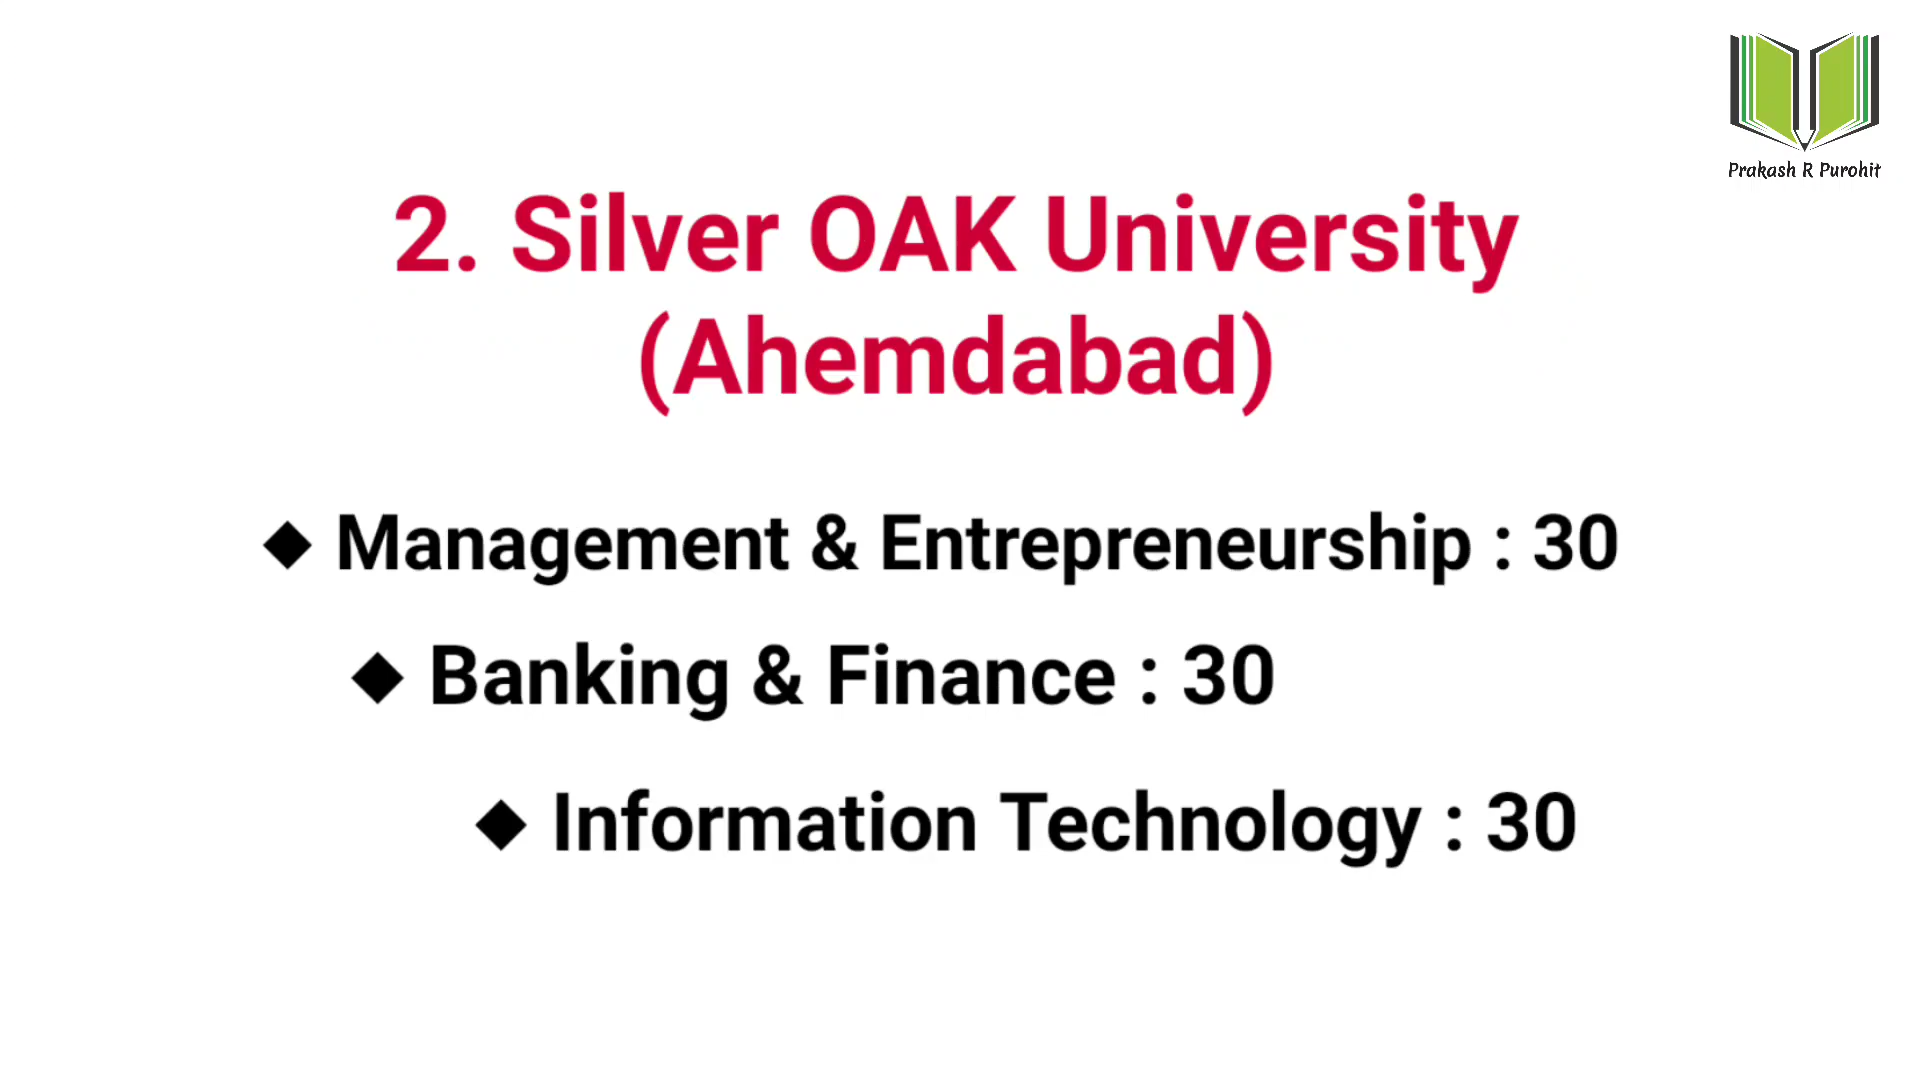 Prakash R Purohit
2. Silver OAK University
(Ahemdabad)
◆ Management & Entrepreneurship : 30
◆ Banking & Finance : 30
◆ Information Technology : 30